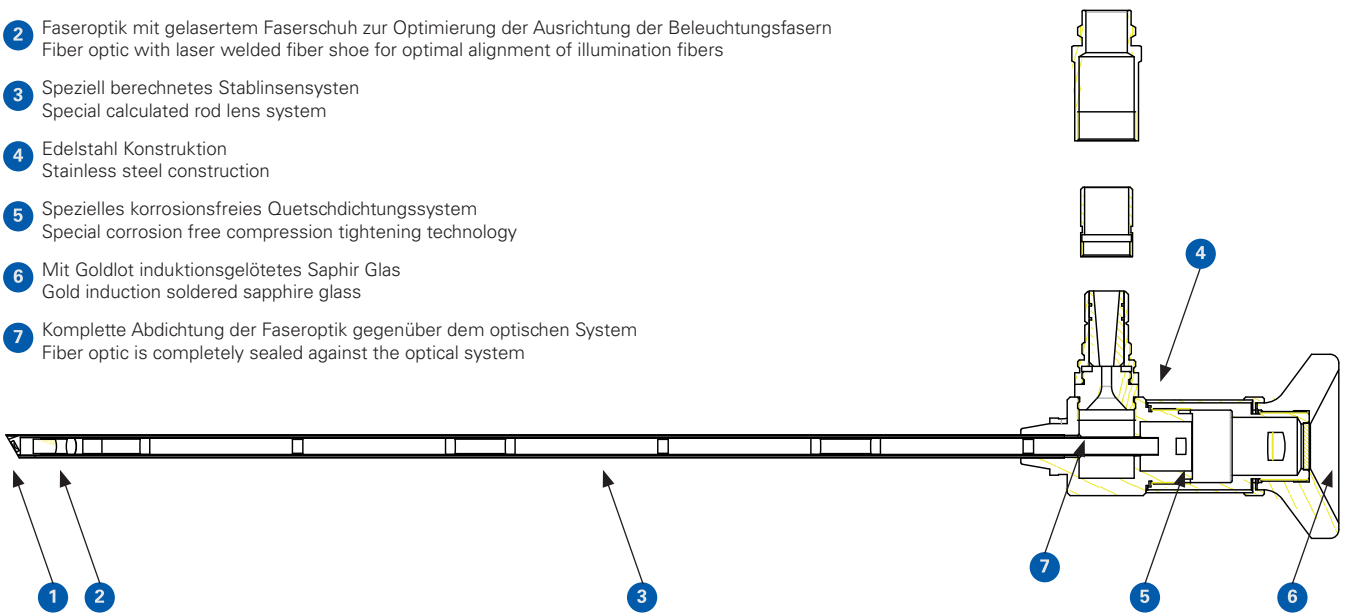 2 Faseroptik mit gelasertem Faserschuh zur Optimierung der Ausrichtung der Beleuchtungsfasern
Fiber optic with laser welded fiber shoe for optimal alignment of illumination fibers
3 Speziell berechnetes Stablinsensysten
Special calculated rod lens system
4 Edelstahl Konstruktion
Stainless steel construction
5 Spezielles korrosionsfreies Quetschdichtungssystem
Special corrosion free compression tightening technology
6 Mit Goldlot induktionsgelötetes Saphir Glas
Gold induction soldered sapphire glass
7 Komplette Abdichtung der Faseroptik gegenüber dem optischen System
Fiber optic is completely sealed against the optical system
4
7
1 2 3 5 6